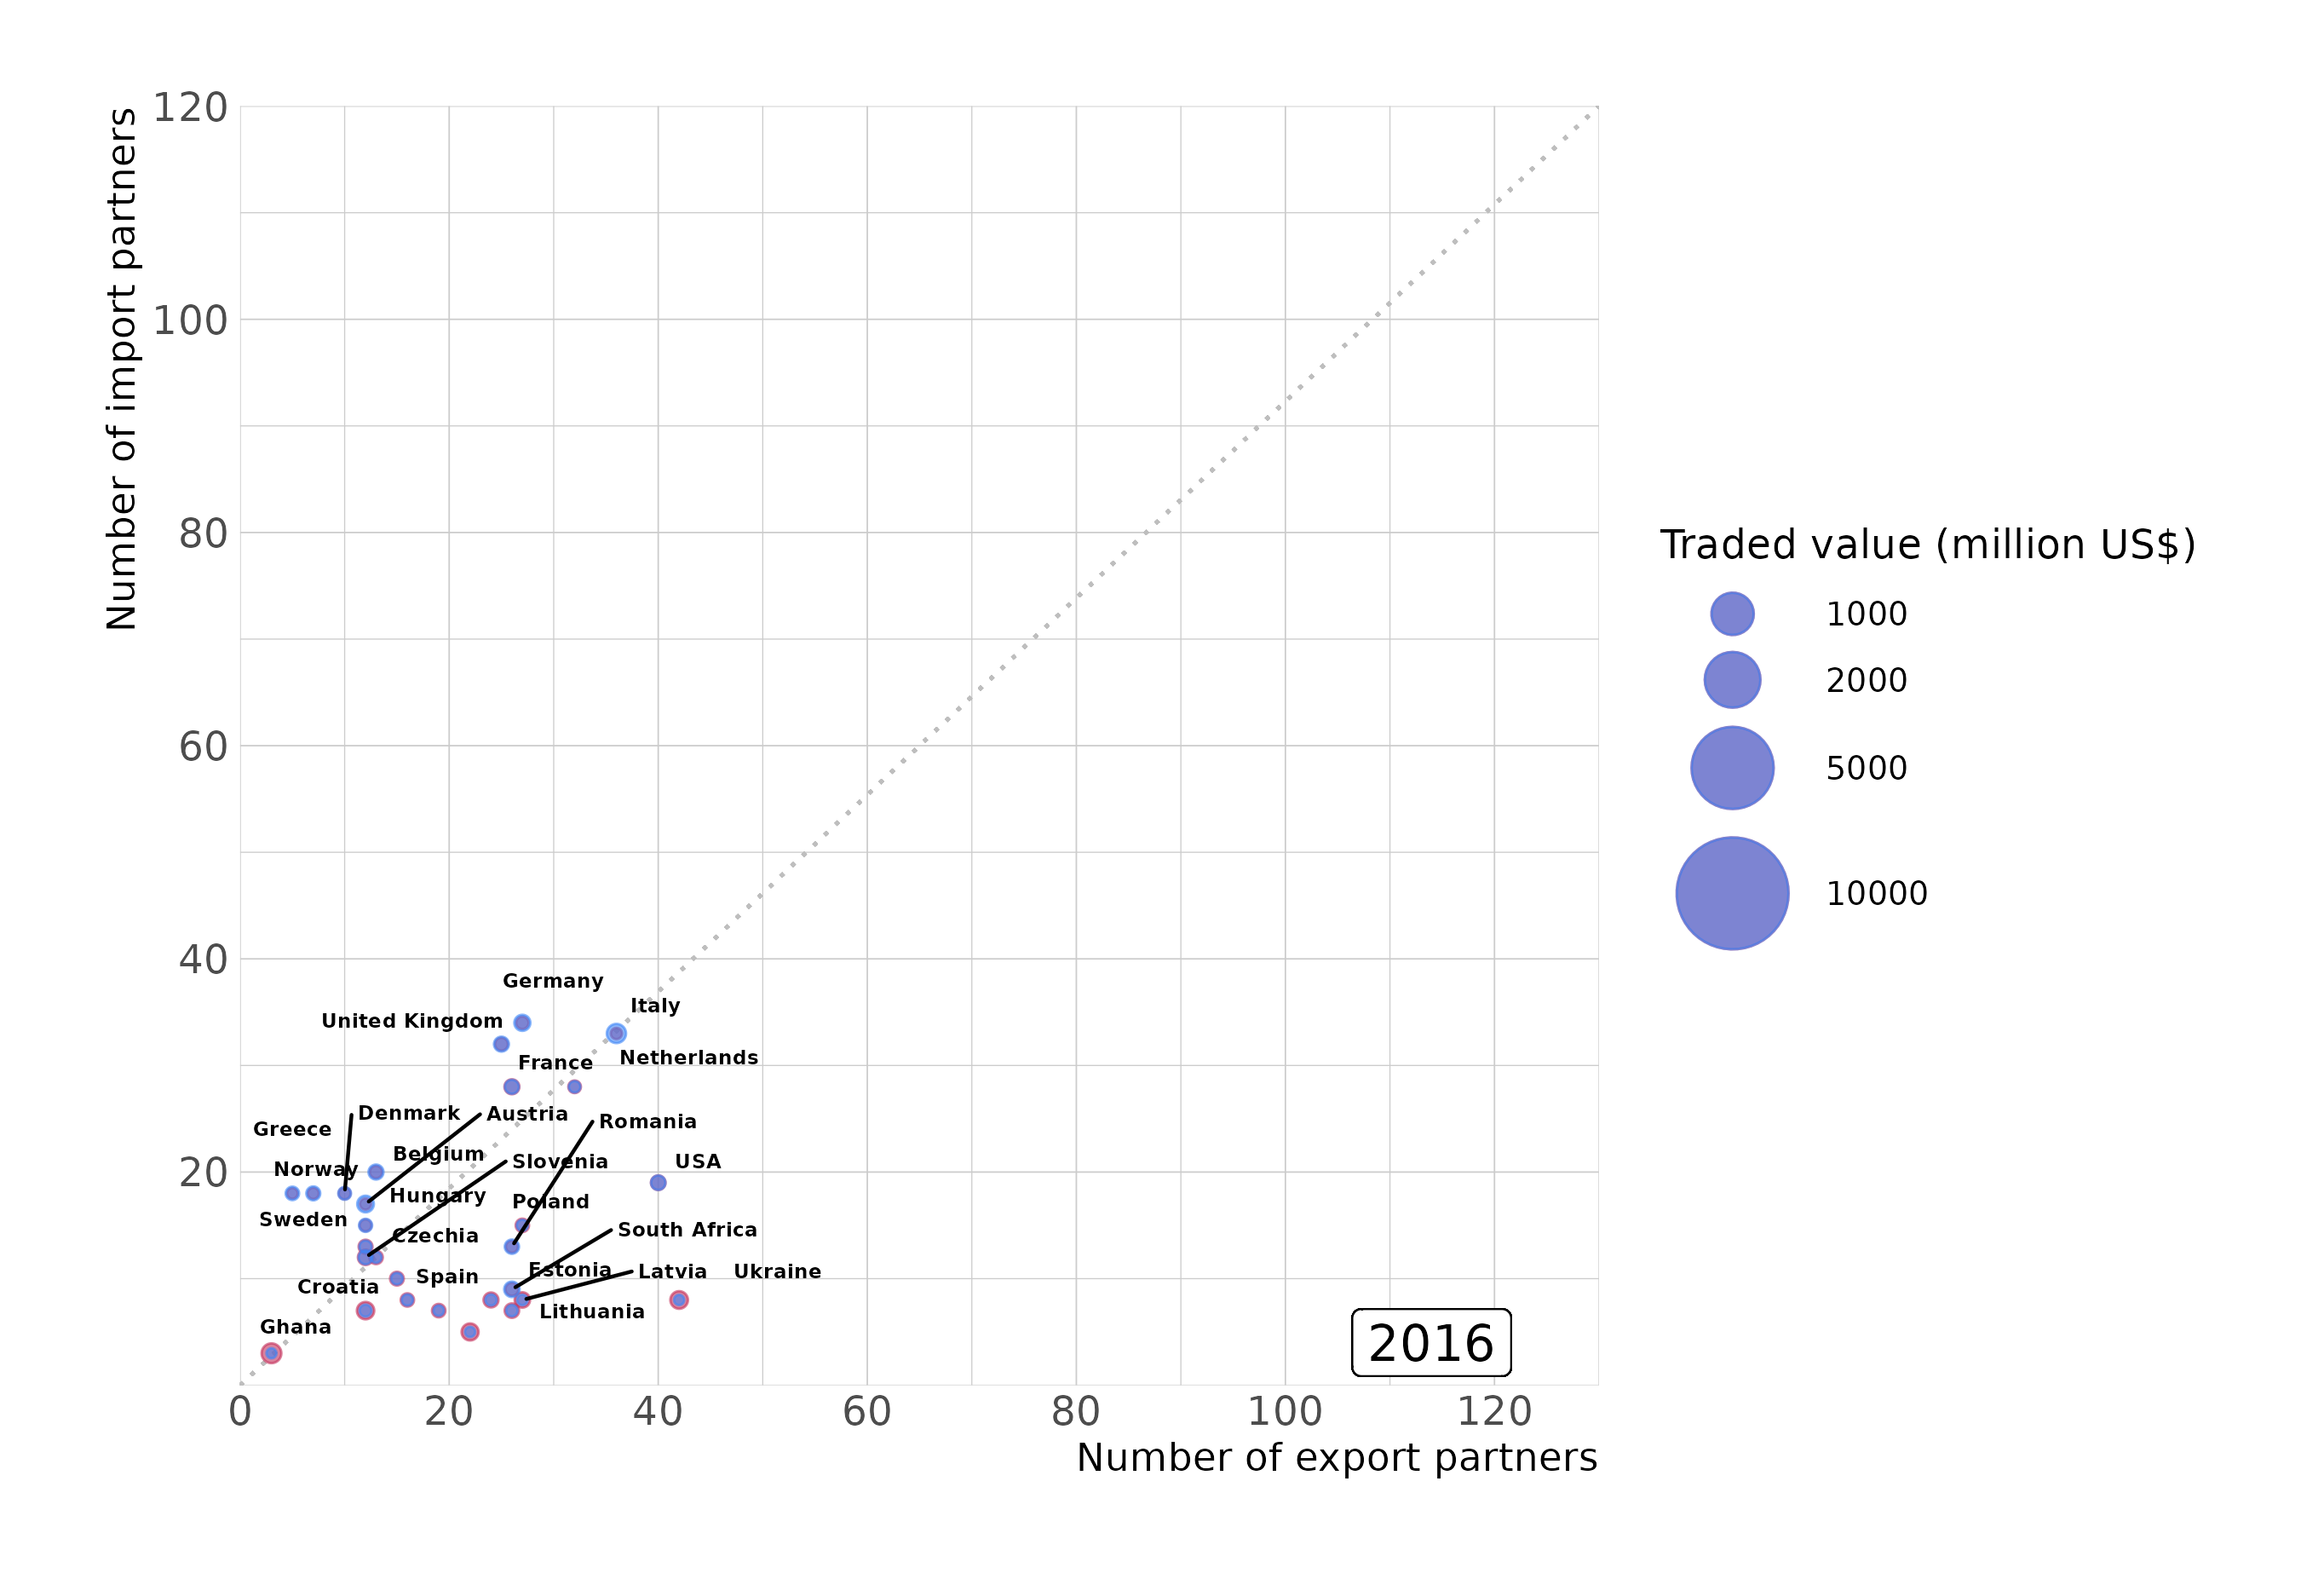 Number of import partners
120
100
80
60
40
20
Germany
Italy
United Kingdom
Netherlands
France
Denmark
Austria
Romania
Greece
Belgium
Slovenia
USA
Norway
Hungary
Poland
Sweden
South Africa
Czechia
Estonia
Latvia
Ukraine
Spain
Croatia
Lithuania
Ghana
2016
0
20
40
60
80
100
120
Number of export partners
Traded value (million US$)
1000
2000
5000
10000